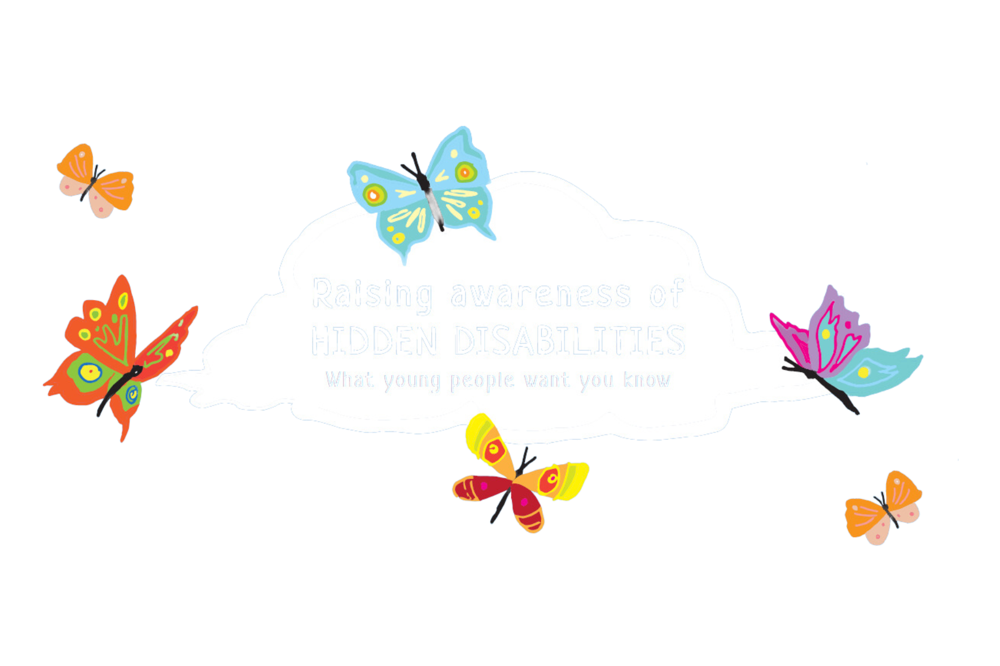 Raising awareness of
HIDDEN DISABILITIES
What young people want you know